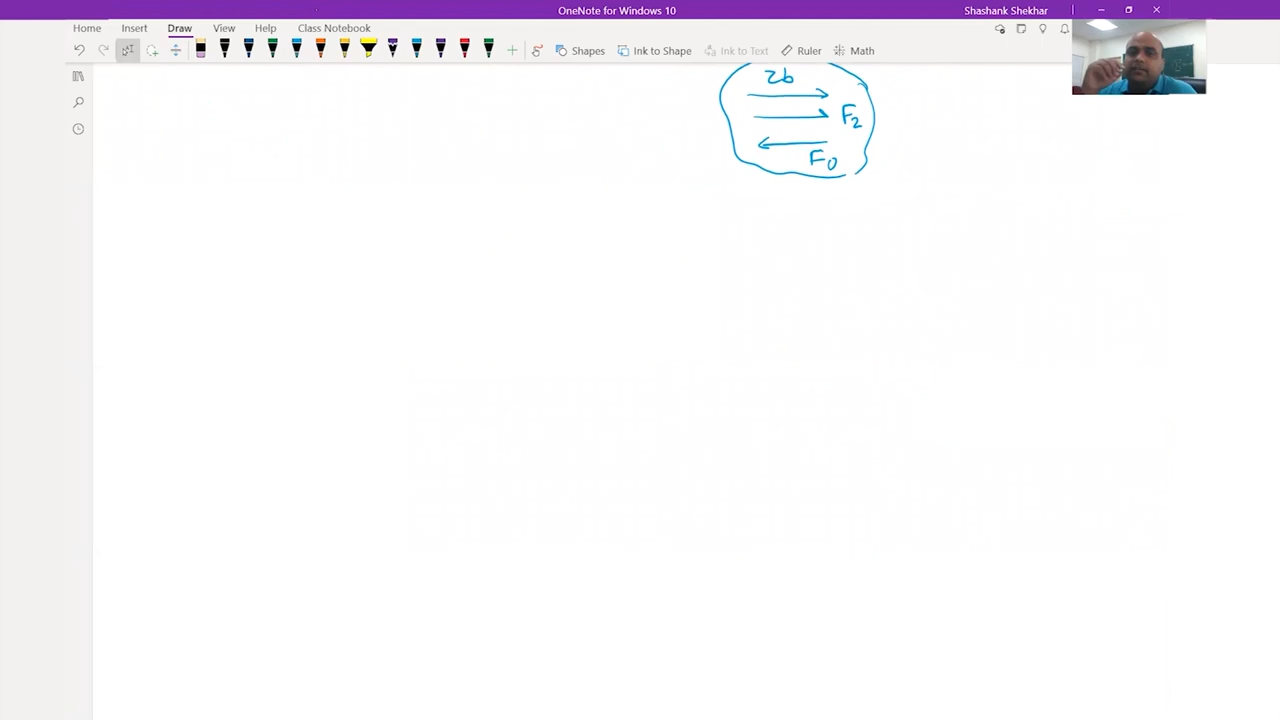 OneNote for Windows 10
Shashank Shekhar
Home Insert Draw View Help Class Notebook
Shapes Ink to Shape Ink to Text Ruler Math
2b
F2
F0